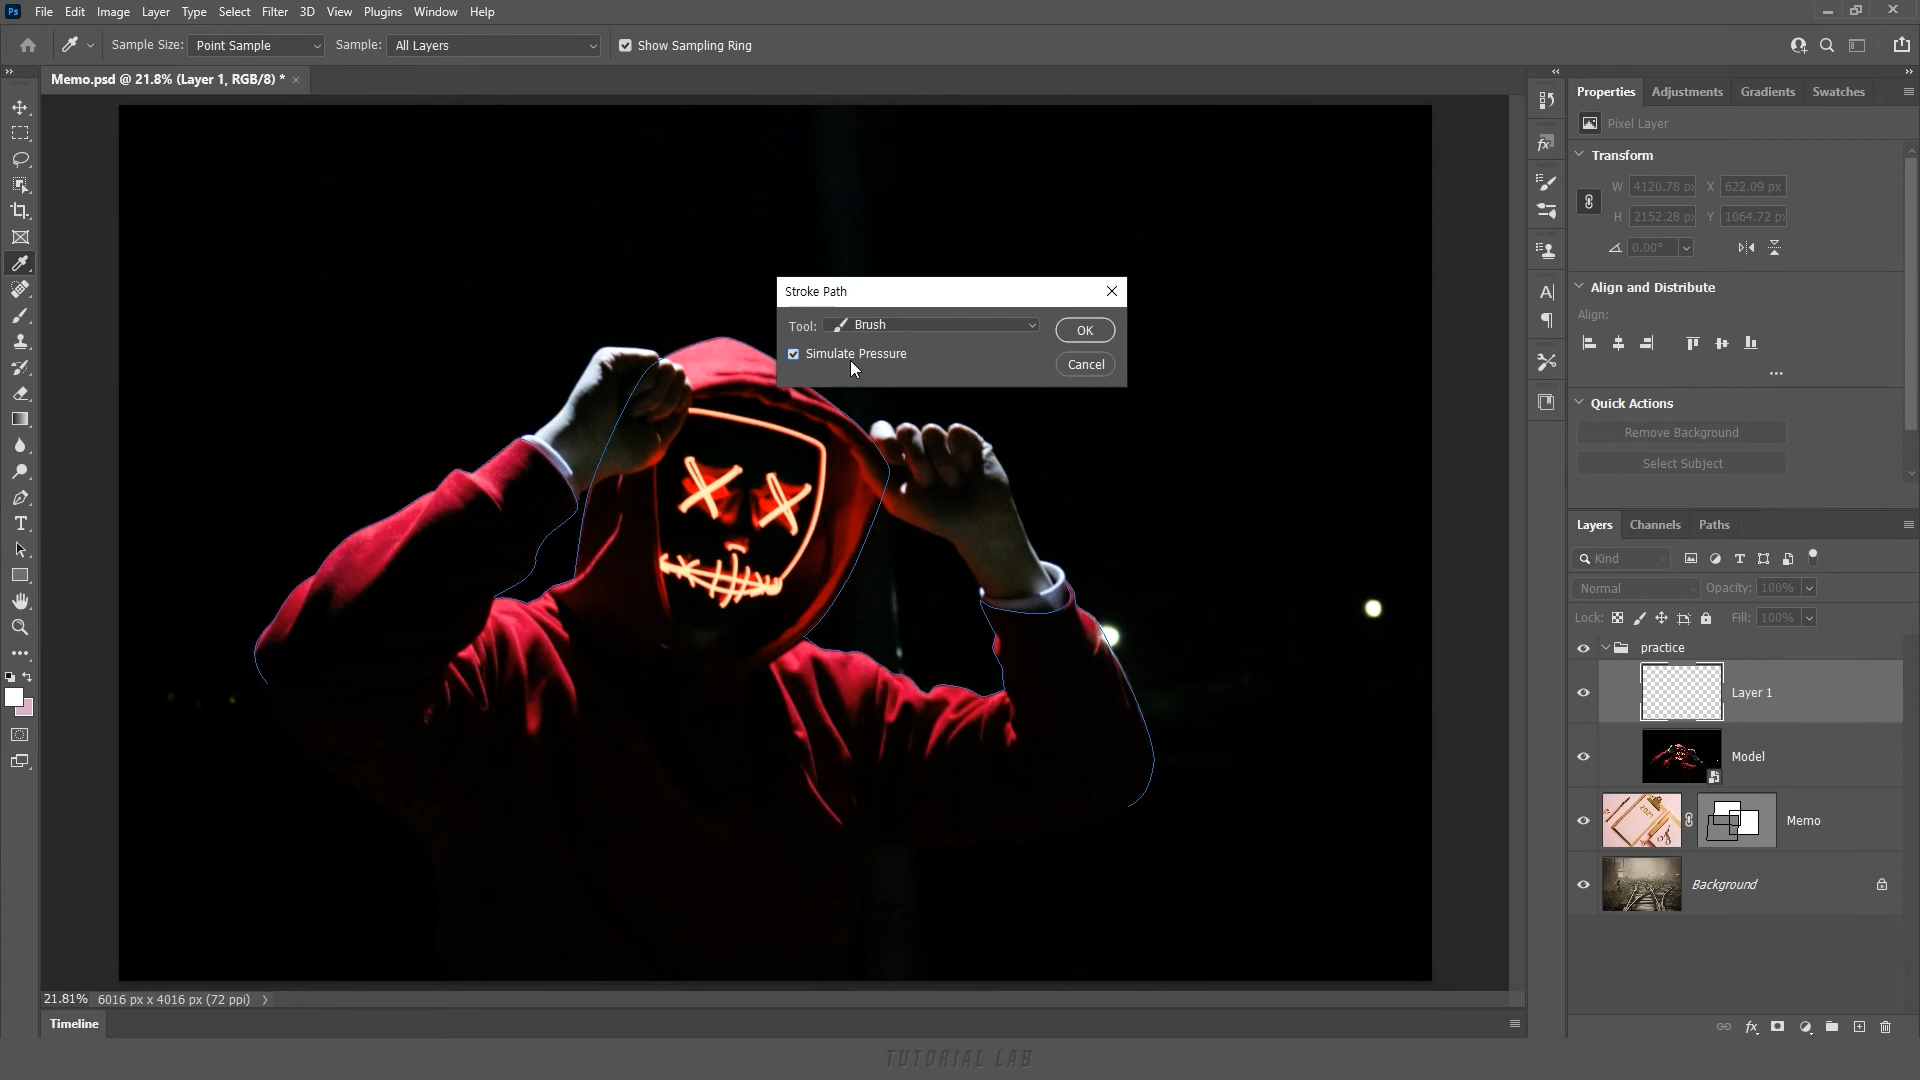 Ps File Edit Image Layer Type Select Filter 3D View Plugins Window Help
Sample Size: Point Sample Sample: All Layers Show Sampling Ring
Memo.psd @ 21.8% (Layer 1, RGB/8) *
Properties Adjustments Gradients Swatches
Pixel Layer
Transform
W 4120.78 px X 622.09 px
H 2152.28 px Y 1064.72 px
0.00°
Align and Distribute
Align:
Quick Actions
Remove Background
Select Subject
Stroke Path
Tool: Brush OK
Simulate Pressure
Cancel
Layers Channels Paths
Kind
Normal Opacity: 100%
Lock: Fill: 100%
practice
Layer 1
Model
2021
Memo
Background
21.81% 6016 px x 4016 px (72 ppi)
Timeline
TUTORIAL LAB